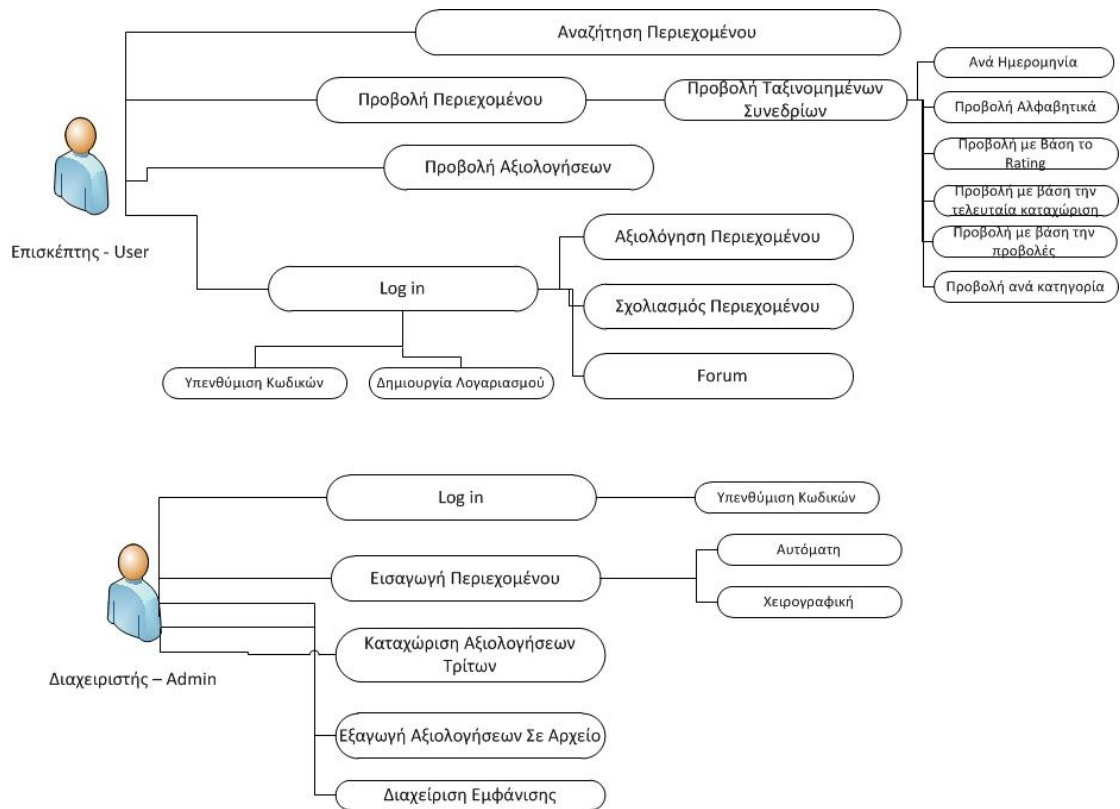 Αναζήτηση Περιεχομένου
Προβολή Περιεχομένου
Προβολή Ταξινομημένων
Συνεδρίων
Ανά Ημερομηνία
Προβολή Αλφαβητικά
Προβολή με Βάση το
Rating
Προβολή με βάση την
τελευταία καταχώριση
Προβολή με βάση την
προβολές
Προβολή ανά κατηγορία
Προβολή Αξιολογήσεων
Επισκέπτης - User
Log in
Αξιολόγηση Περιεχομένου
Σχολιασμός Περιεχομένου
Forum
Υπενθύμιση Κωδικών
Δημιουργία Λογαριασμού
Log in
Υπενθύμιση Κωδικών
Εισαγωγή Περιεχομένου
Αυτόματη
Χειρογραφική
Καταχώριση Αξιολογήσεων
Τρίτων
Διαχειριστής – Admin
Εξαγωγή Αξιολογήσεων Σε Αρχείο
Διαχείριση Εμφάνισης